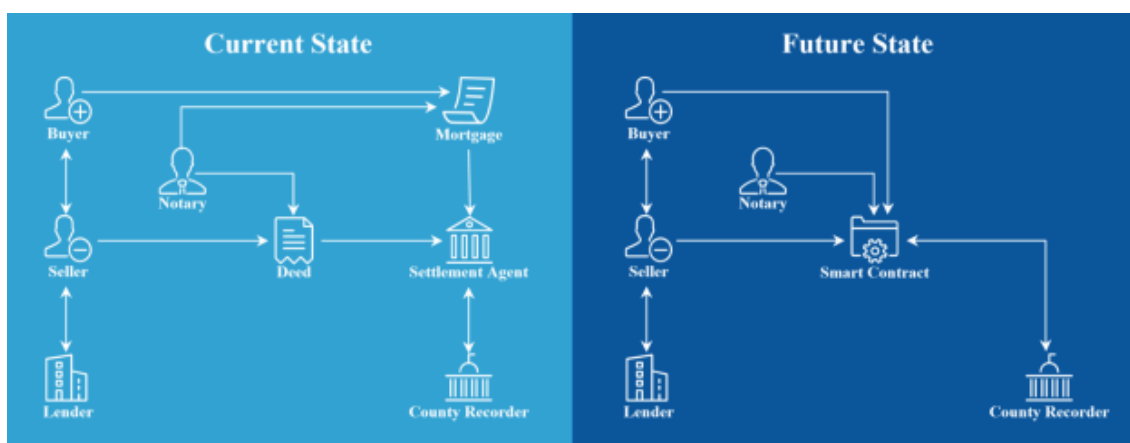 Current State
Buyer
Mortgage
Notary
Seller
Deed
Settlement Agent
Lender
County Recorder
Future State
Buyer
Notary
Seller
Smart Contract
Lender
County Recorder